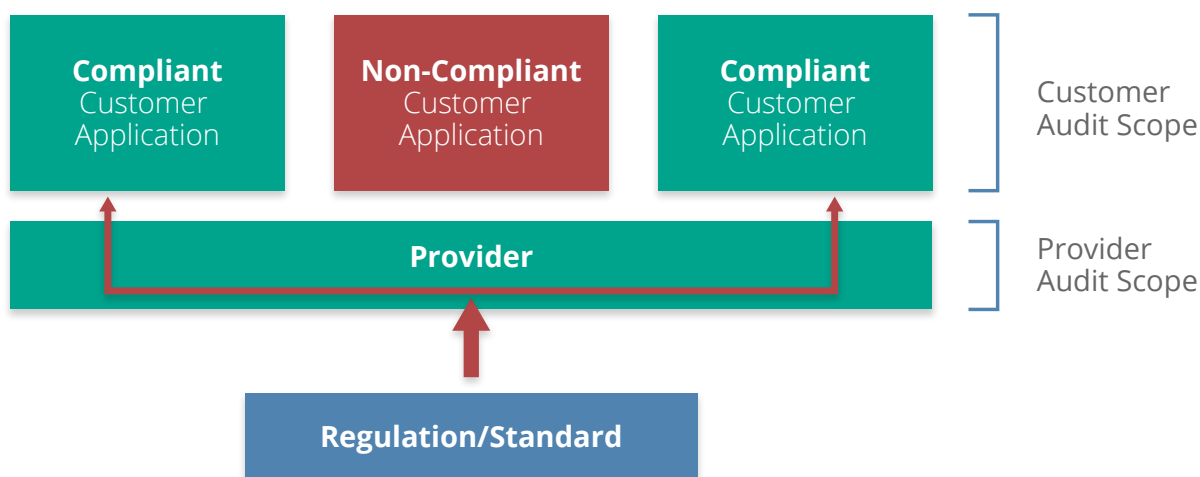 Compliant
Customer
Application
Non-Compliant
Customer
Application
Compliant
Customer
Application
Customer
Audit Scope
Provider
Provider
Audit Scope
Regulation/Standard